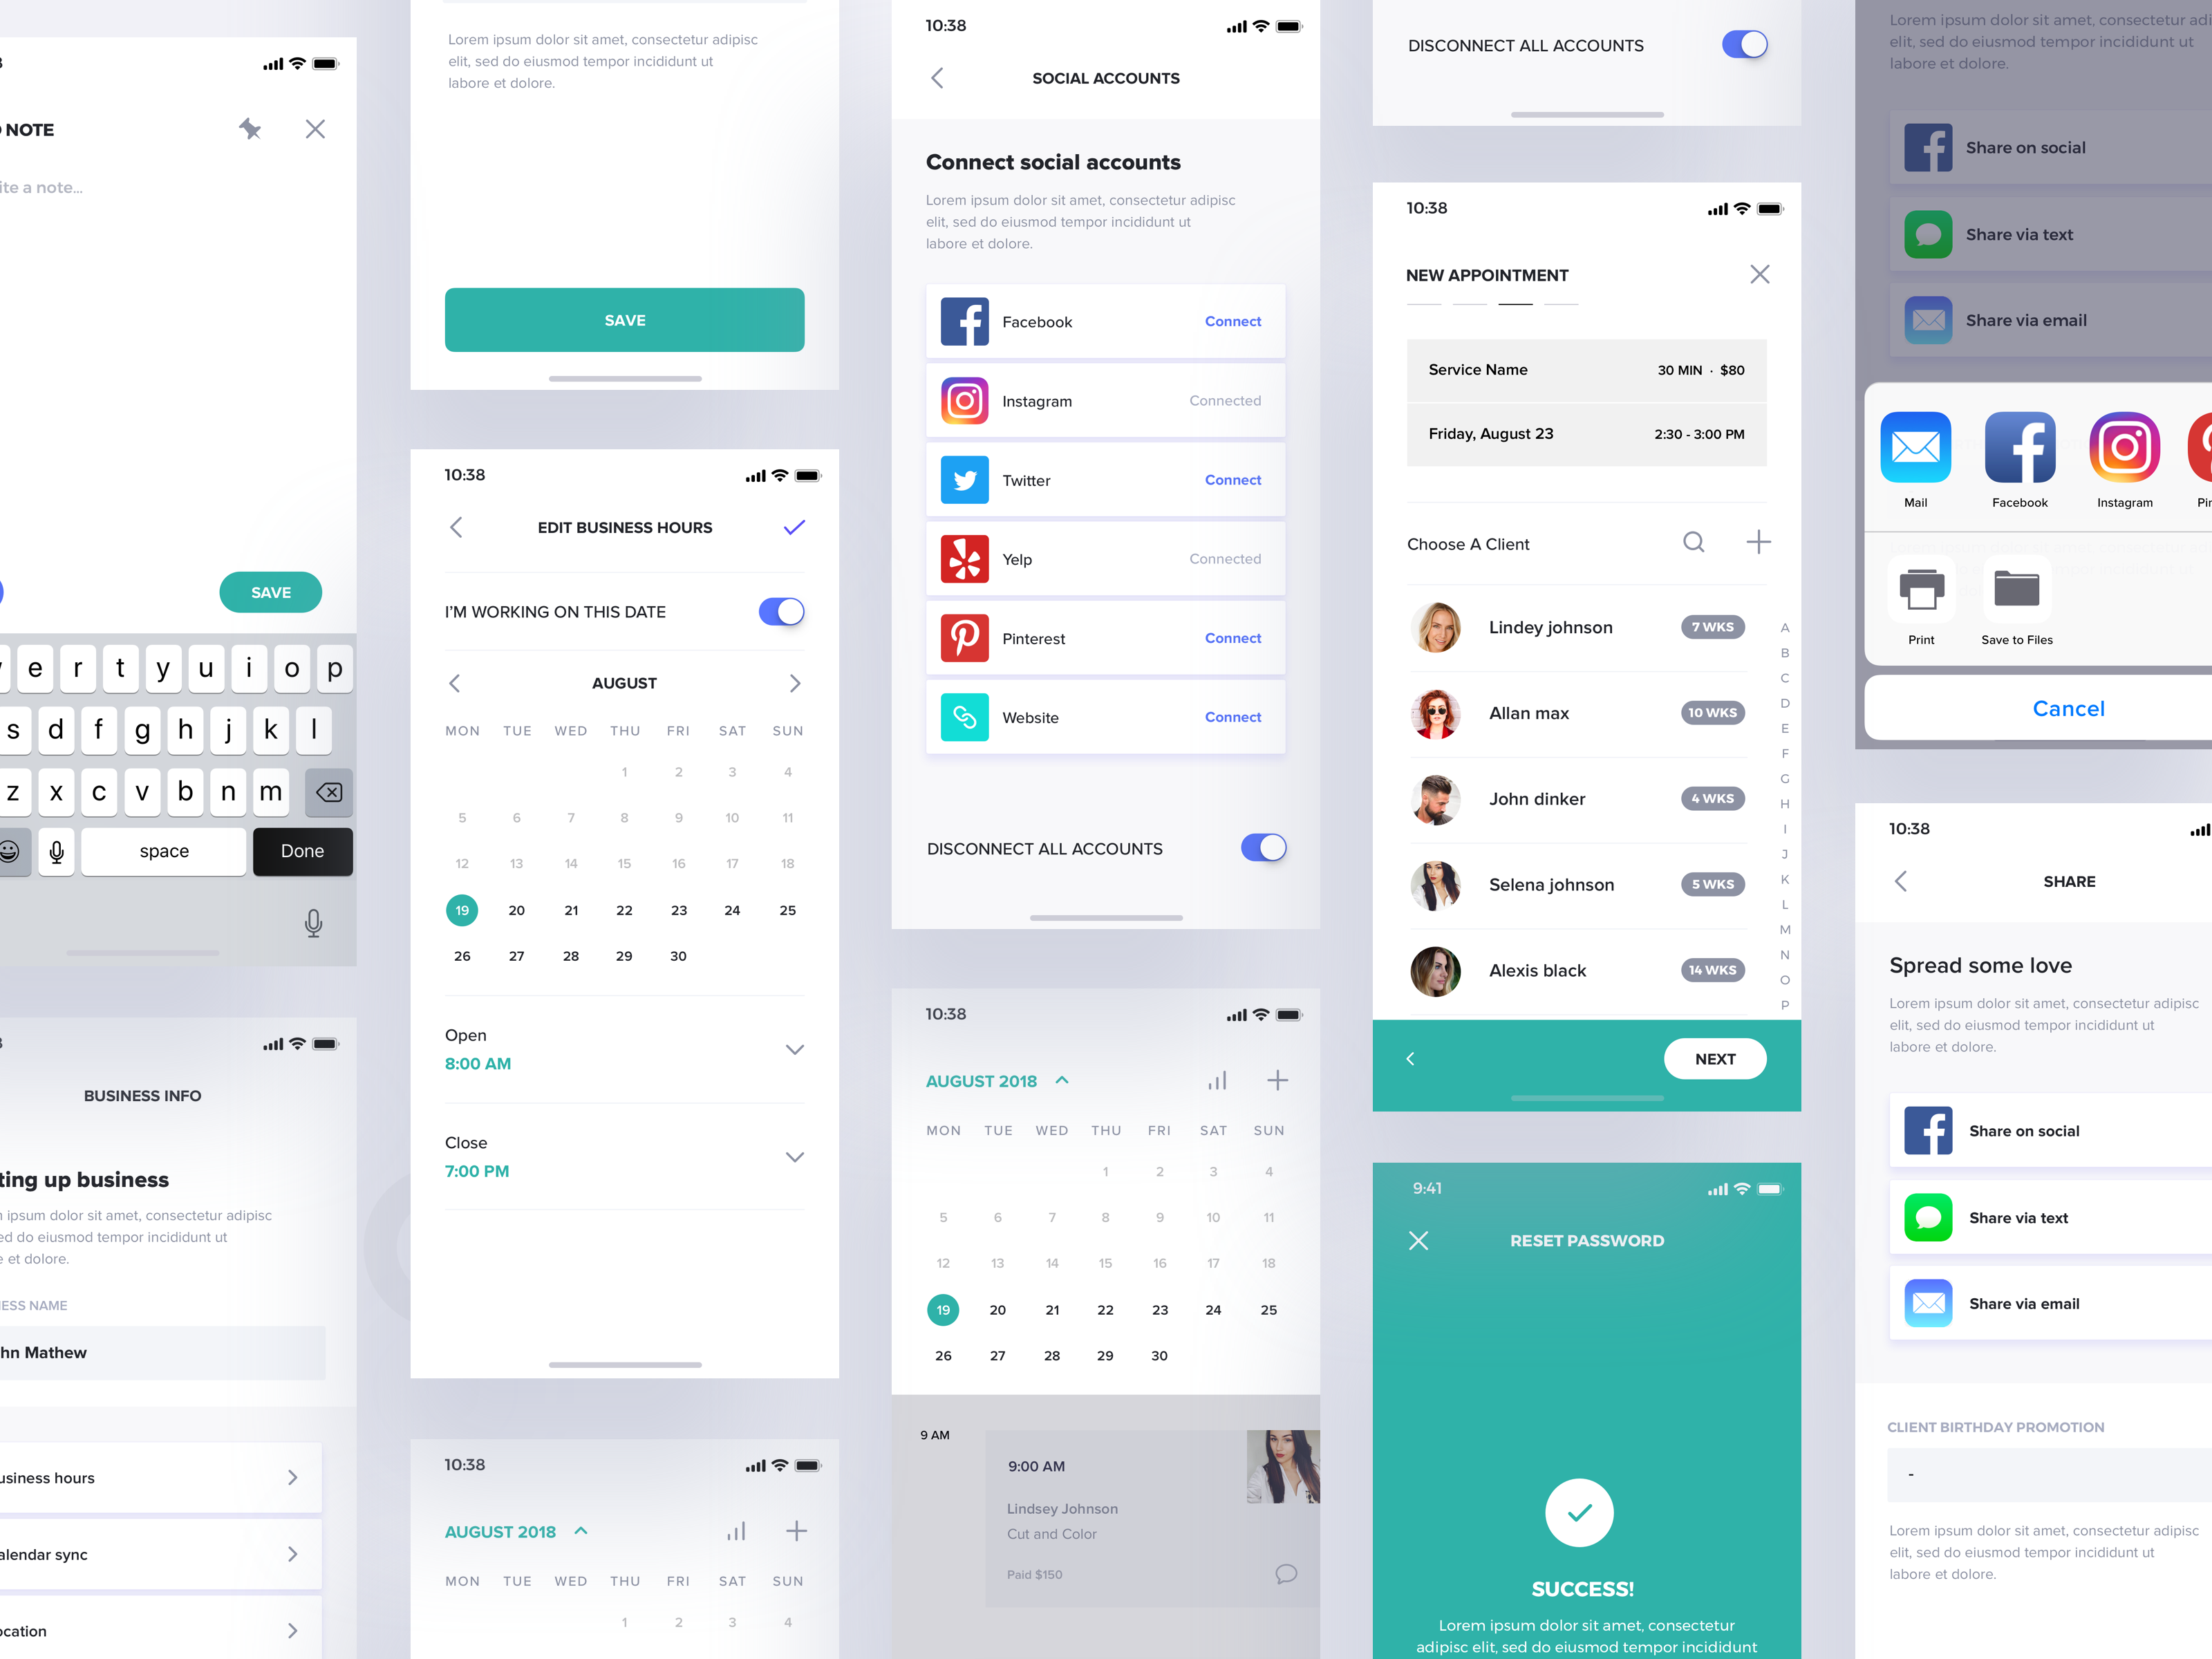 NOTE
ite a note...
SAVE
e r t y u i o p
s d f g h j k l
z x c v b n m
space
Done
BUSINESS INFO
ting up business
ipsum dolor sit amet, consectetur adipisc
ed do eiusmod tempor incididunt ut
e et dolore.
ESS NAME
hn Mathew
usiness hours
alendar sync
ocation
Lorem ipsum dolor sit amet, consectetur adipisc
elit, sed do eiusmod tempor incididunt ut
labore et dolore.
SAVE
10:38
EDIT BUSINESS HOURS
I'M WORKING ON THIS DATE
AUGUST
MON TUE WED THU FRI SAT SUN
1 2 3 4
5 6 7 8 9 10 11
12 13 14 15 16 17 18
19 20 21 22 23 24 25
26 27 28 29 30
Open
8:00 AM
Close
7:00 PM
10:38
AUGUST 2018
MON TUE WED THU FRI SAT SUN
1 2 3 4
10:38
SOCIAL ACCOUNTS
Connect social accounts
Lorem ipsum dolor sit amet, consectetur adipisc
elit, sed do eiusmod tempor incididunt ut
labore et dolore.
Facebook Connect
Instagram Connected
Twitter Connect
Yelp Connected
Pinterest Connect
Website Connect
DISCONNECT ALL ACCOUNTS
10:38
AUGUST 2018
MON TUE WED THU FRI SAT SUN
1 2 3 4
5 6 7 8 9 10 11
12 13 14 15 16 17 18
19 20 21 22 23 24 25
26 27 28 29 30
9 AM
9:00 AM
Lindsey Johnson
Cut and Color
Paid $150
DISCONNECT ALL ACCOUNTS
10:38
NEW APPOINTMENT
Service Name 30 MIN · $80
Friday, August 23 2:30 - 3:00 PM
Choose A Client
Lindey johnson 7 WKS
Allan max 10 WKS
John dinker 4 WKS
Selena johnson 5 WKS
Alexis black 14 WKS
A
B
C
D
E
F
G
H
I
J
K
L
M
N
O
P
NEXT
9:41
RESET PASSWORD
SUCCESS!
Lorem ipsum dolor sit amet, consectetur
adipisc elit, sed do eiusmod tempor incididunt
Lorem ipsum dolor sit amet, consectetur adi
elit, sed do eiusmod tempor incididunt ut
labore et dolore.
Share on social
Share via text
Share via email
Mail Facebook Instagram Pin
Print Save to Files
Cancel
10:38
SHARE
Spread some love
Lorem ipsum dolor sit amet, consectetur adipisc
elit, sed do eiusmod tempor incididunt ut
labore et dolore.
Share on social
Share via text
Share via email
CLIENT BIRTHDAY PROMOTION
-
Lorem ipsum dolor sit amet, consectetur adipisc
elit, sed do eiusmod tempor incididunt ut
labore et dolore.